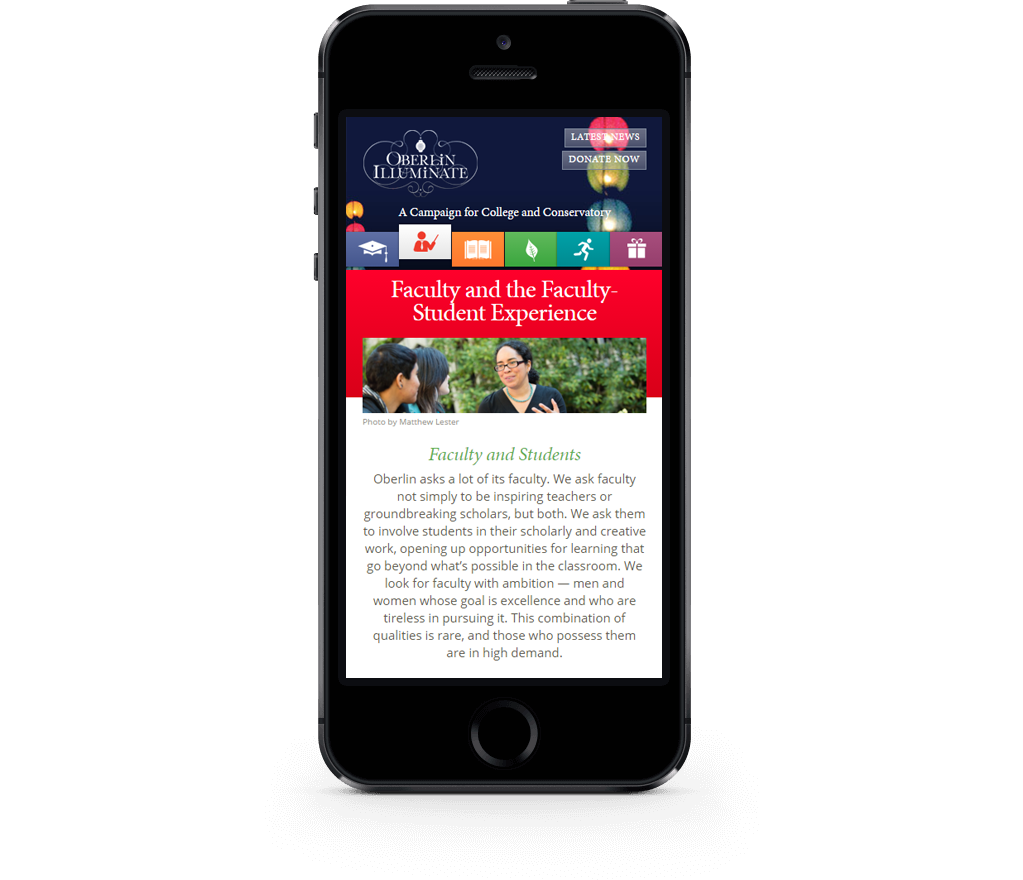 OBERLIN
ILLUMINATE
LATEST NEWS
DONATE NOW
A Campaign for College and Conservatory
Faculty and the Faculty-
Student Experience
Photo by Matthew Lester
Faculty and Students
Oberlin asks a lot of its faculty. We ask faculty
not simply to be inspiring teachers or
groundbreaking scholars, but both. We ask them
to involve students in their scholarly and creative
work, opening up opportunities for learning that
go beyond what’s possible in the classroom. We
look for faculty with ambition — men and
women whose goal is excellence and who are
tireless in pursuing it. This combination of
qualities is rare, and those who possess them
are in high demand.